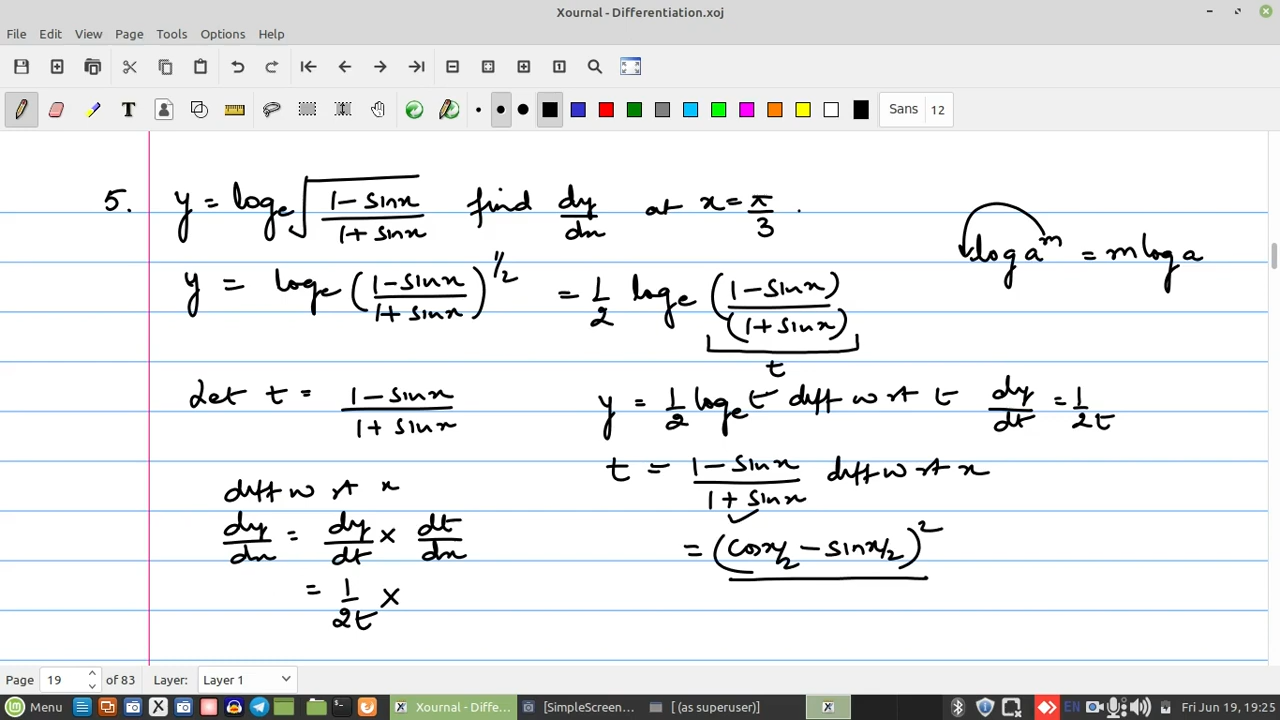 Xournal - Differentiation.xoj
File Edit View Page Tools Options Help
Sans 12
5. y = logₑ √((1 - sinx)/(1 + sinx)) find dy/dx at x = π/3 .
log aᵐ = m log a
y = logₑ ((1 - sinx)/(1 + sinx))^1/2 = 1/2 logₑ ((1 - sinx)/(1 + sinx))
t
Let t = (1 - sinx)/(1 + sinx)
y = 1/2 logₑ t diff w r t t dy/dt = 1/2t
t = (1 - sinx)/(1 + sinx) diff w r t x
diff w r t x
dy/dx = dy/dt × dt/dx
= (cos x/2 - sin x/2)²
= 1/2t ×
Page 19 of 83 Layer: Layer 1
Menu Xournal - Differenti... [SimpleScreen... [ (as superuser)] EN Fri Jun 19, 19:25